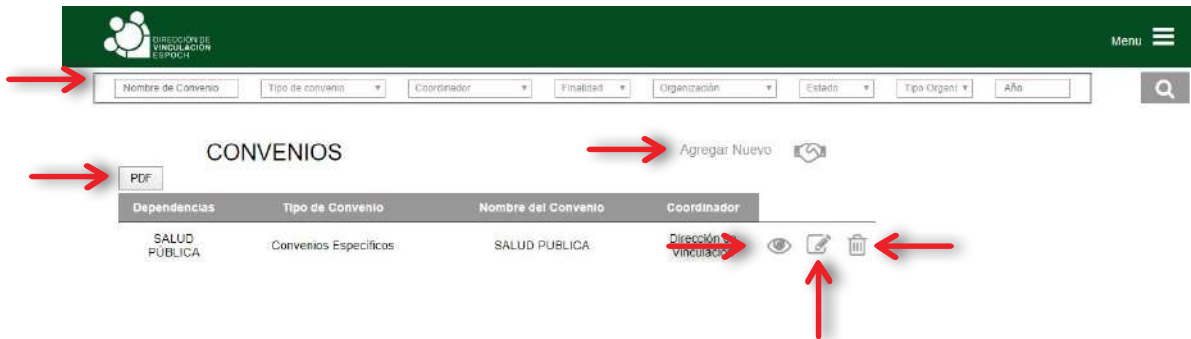 DIRECCIÓN DE
VINCULACIÓN
ESPOCH
Menu
Nombre de Convenio Tipo de convenio Coordinador Finalidad Organización Estado Tipo Organi Año
CONVENIOS
Agregar Nuevo
PDF
Dependencias Tipo de Convenio Nombre del Convenio Coordinador
SALUD
PÚBLICA
Convenios Específicos
SALUD PUBLICA
Dirección de
Vinculación